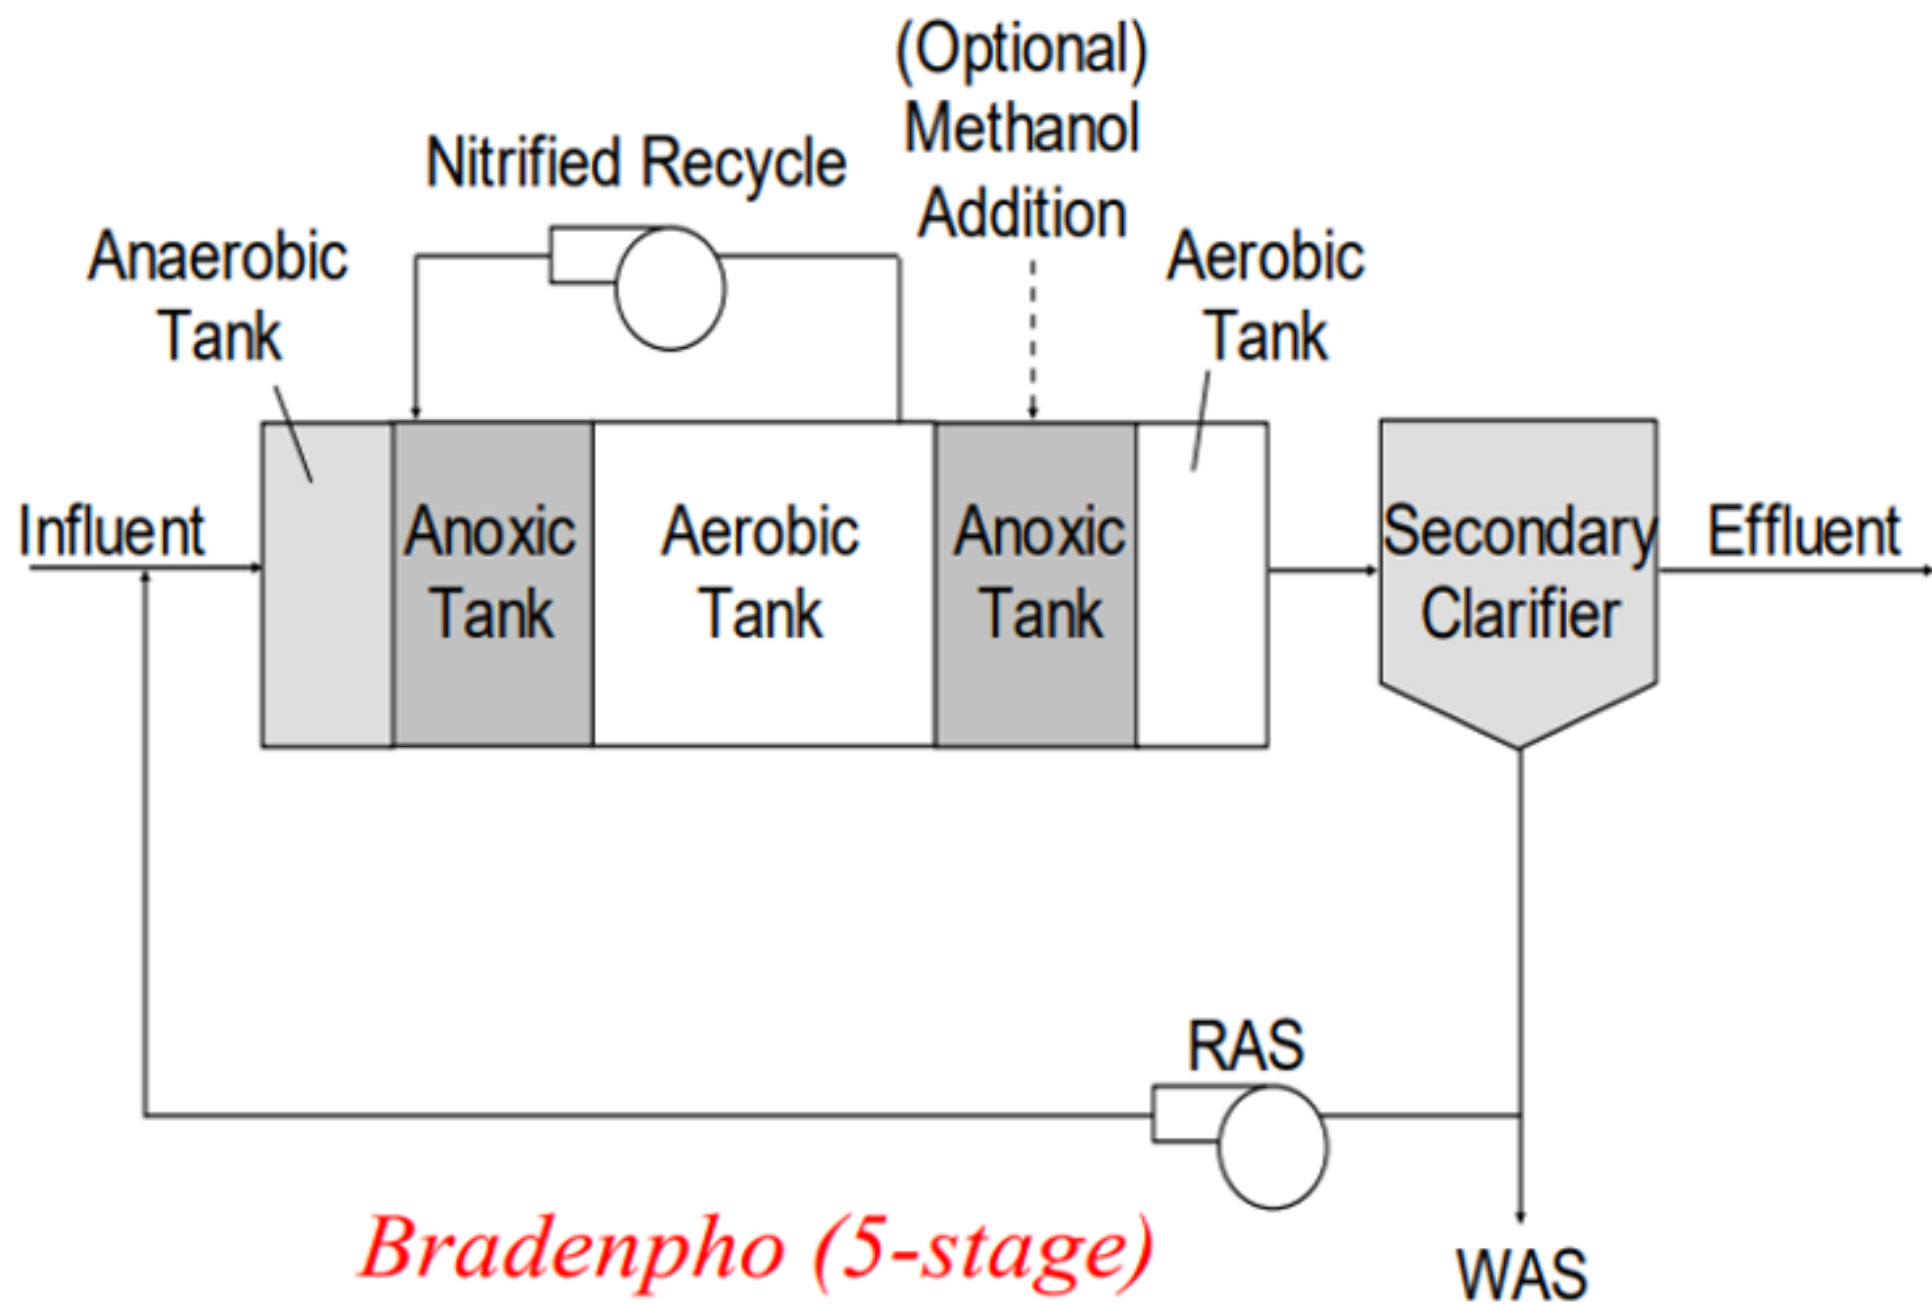 (Optional)
Methanol
Addition
Nitrified Recycle
Anaerobic
Tank
Aerobic
Tank
Influent
Anoxic
Tank
Aerobic
Tank
Anoxic
Tank
Secondary
Clarifier
Effluent
RAS
Bradenpho (5-stage)
WAS